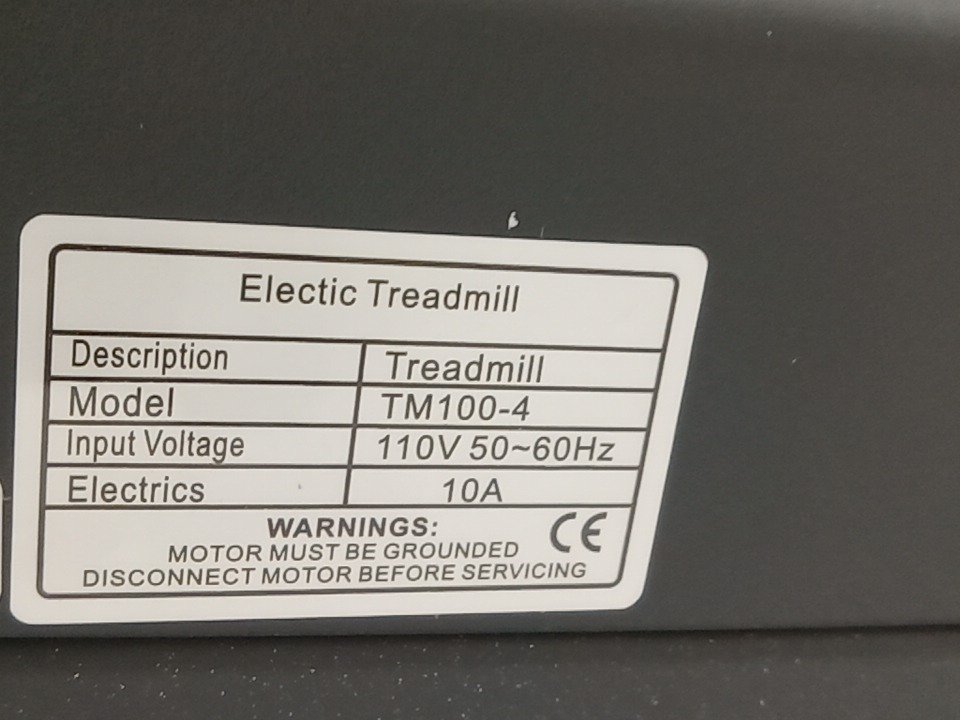 Electic Treadmill
Description Treadmill
Model TM100-4
Input Voltage 110V 50~60Hz
Electrics 10A
WARNINGS:
MOTOR MUST BE GROUNDED CE
DISCONNECT MOTOR BEFORE SERVICING